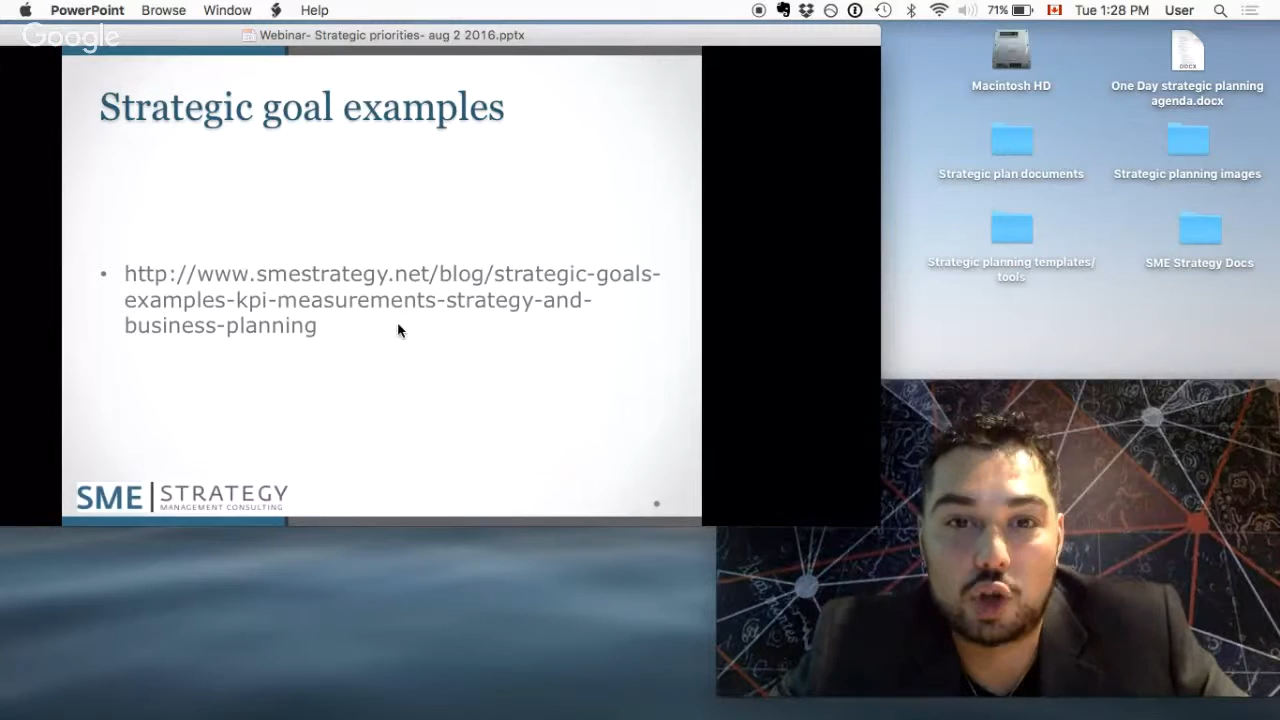 PowerPoint Browse Window Help
71% Tue 1:28 PM User
Google
Webinar- Strategic priorities- aug 2 2016.pptx
Strategic goal examples
• http://www.smestrategy.net/blog/strategic-goals-
examples-kpi-measurements-strategy-and-
business-planning
SME | STRATEGY
MANAGEMENT CONSULTING
Macintosh HD
DOCX
One Day strategic planning
agenda.docx
Strategic plan documents
Strategic planning images
Strategic planning templates/
tools
SME Strategy Docs